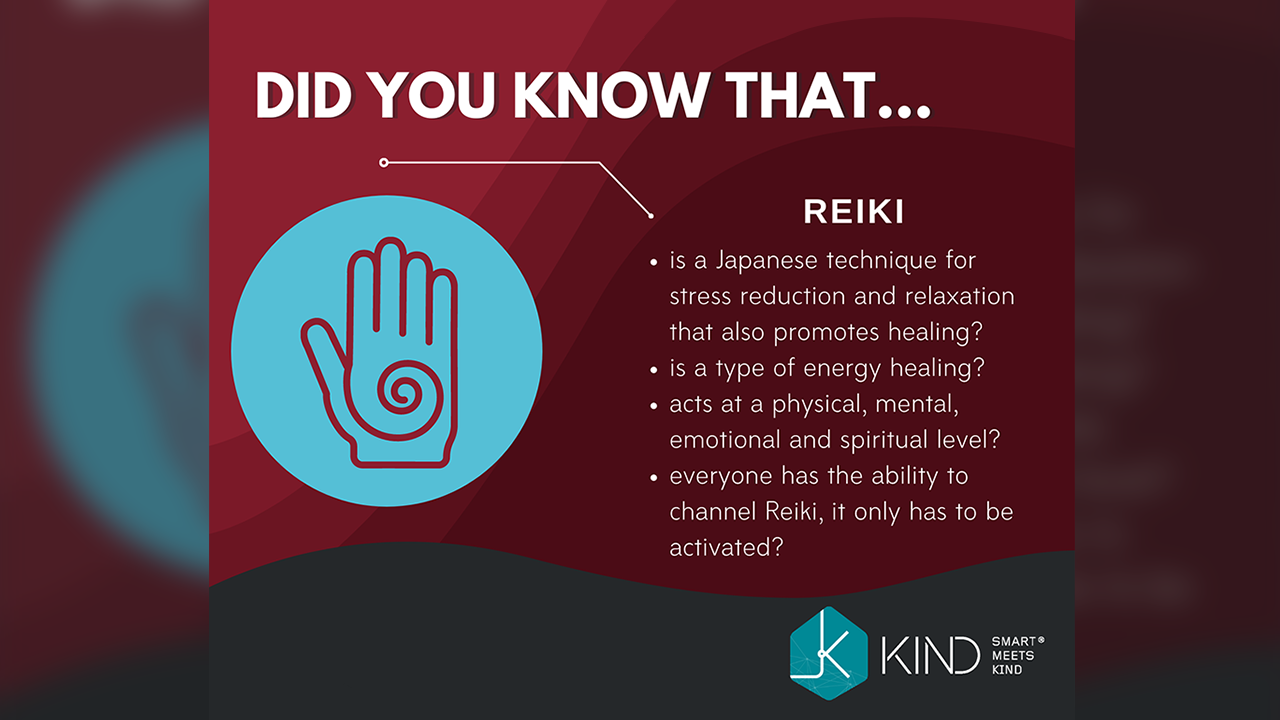 DID YOU KNOW THAT...
REIKI
• is a Japanese technique for
stress reduction and relaxation
that also promotes healing?
• is a type of energy healing?
• acts at a physical, mental,
emotional and spiritual level?
• everyone has the ability to
channel Reiki, it only has to be
activated?
K KIND SMART®
MEETS
KIND